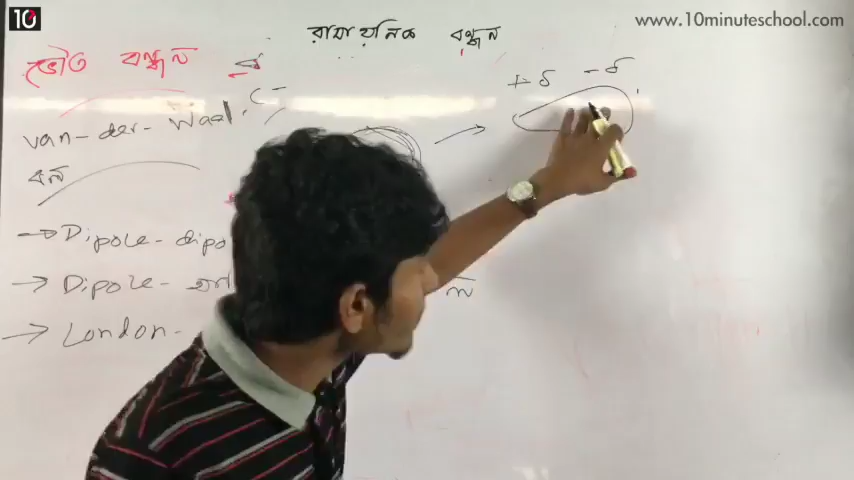 10
www.10minuteschool.com
রাসায়নিক বন্ধন
ভৌত বন্ধন
+δ -δ
van-der-Waal
বল
→ Dipole-dipo
→ Dipole-
→ London-